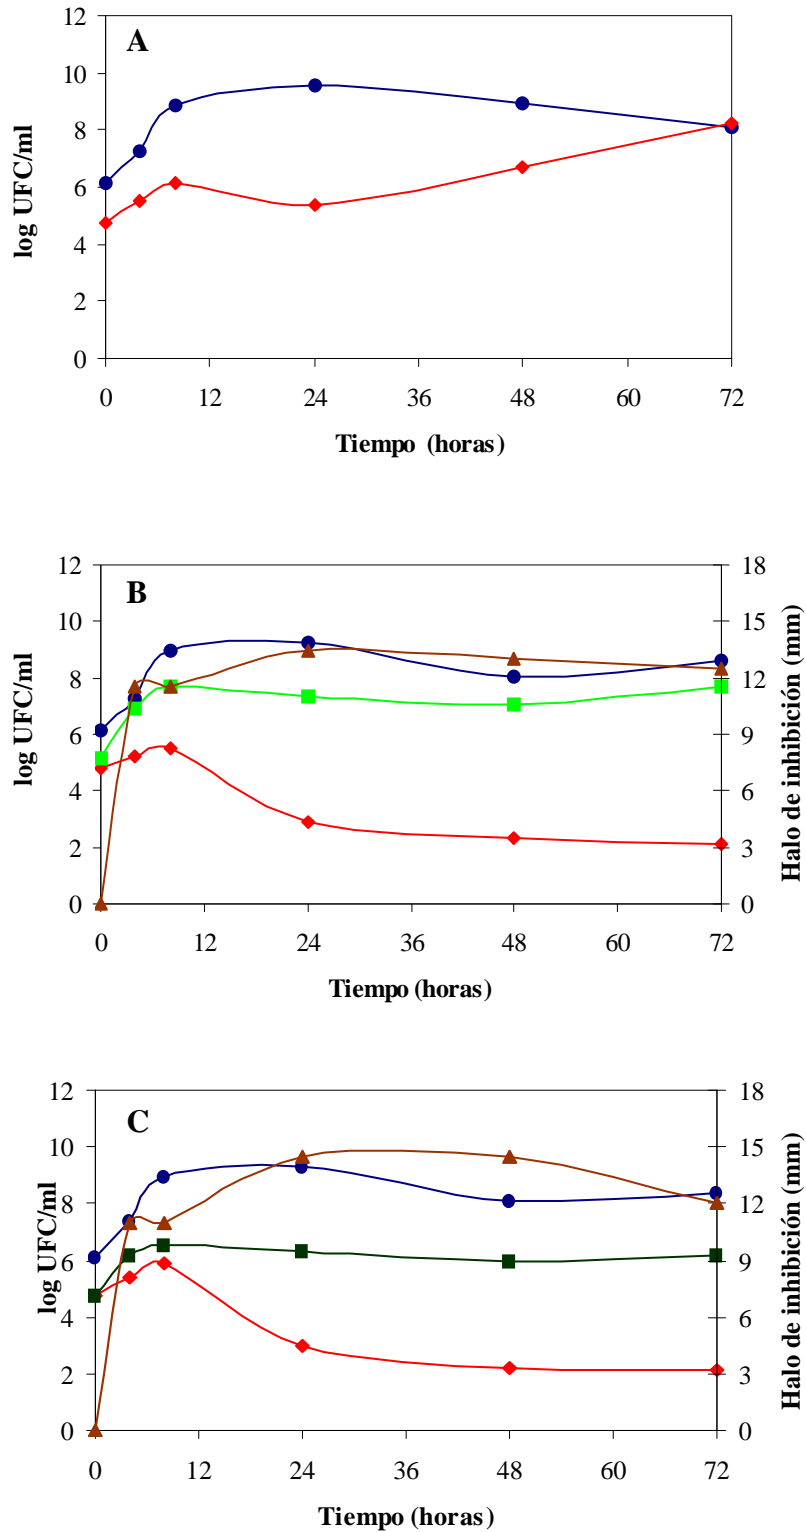 A
12
10
8
6
4
2
0
log UFC/ml
0 12 24 36 48 60 72
Tiempo (horas)
B
12 18
10 15
8 12
6 9
4 6
2 3
0 0
log UFC/ml
Halo de inhibición (mm)
0 12 24 36 48 60 72
Tiempo (horas)
C
12 18
10 15
8 12
6 9
4 6
2 3
0 0
log UFC/ml
Halo de inhibición (mm)
0 12 24 36 48 60 72
Tiempo (horas)